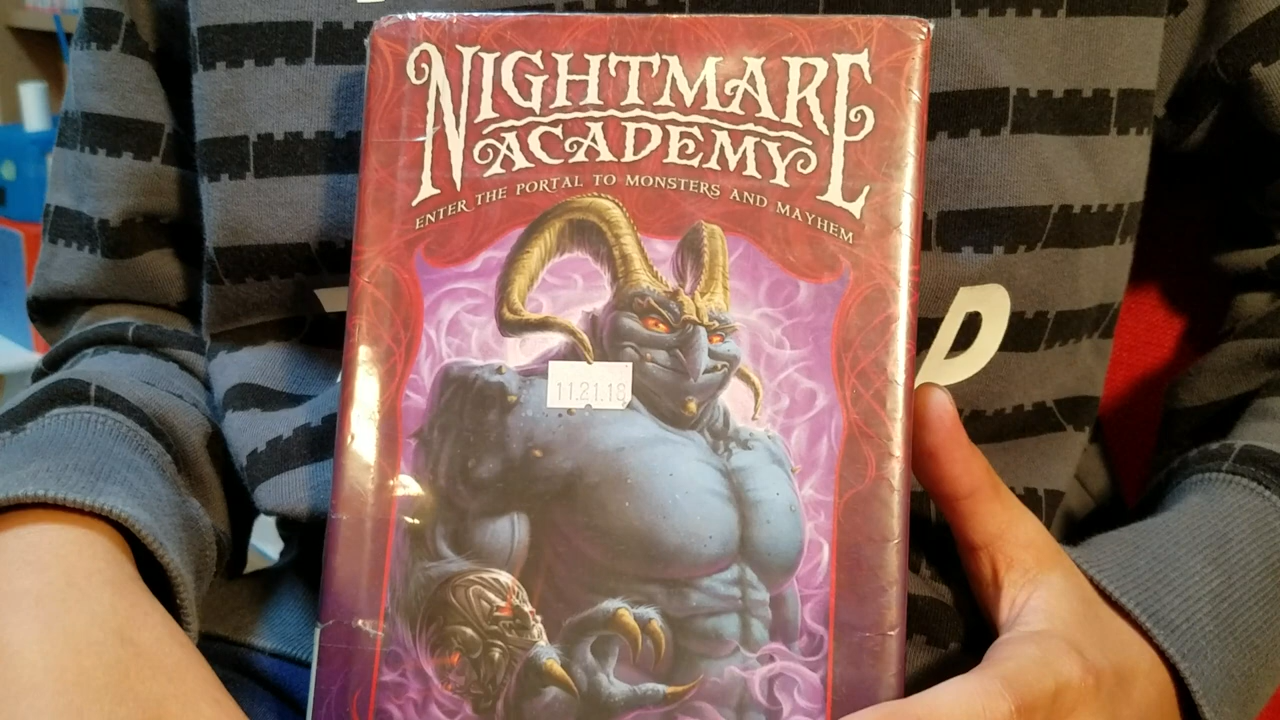 NIGHTMARE
ACADEMY
ENTER THE PORTAL TO MONSTERS AND MAYHEM
11.21.18
D